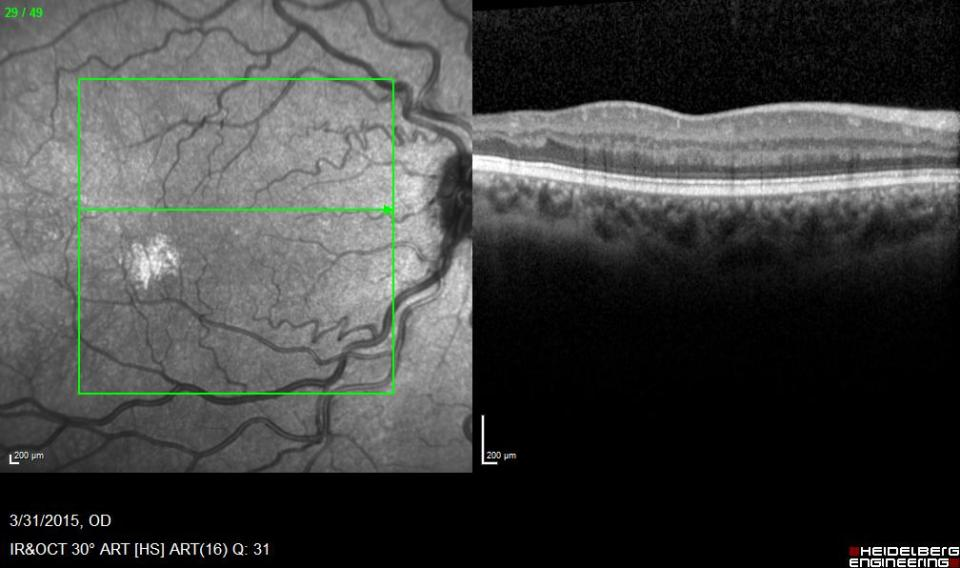 29 / 49
200 µm
200 µm
3/31/2015, OD
IR&OCT 30° ART [HS] ART(16) Q: 31
HEIDELBERG
ENGINEERING